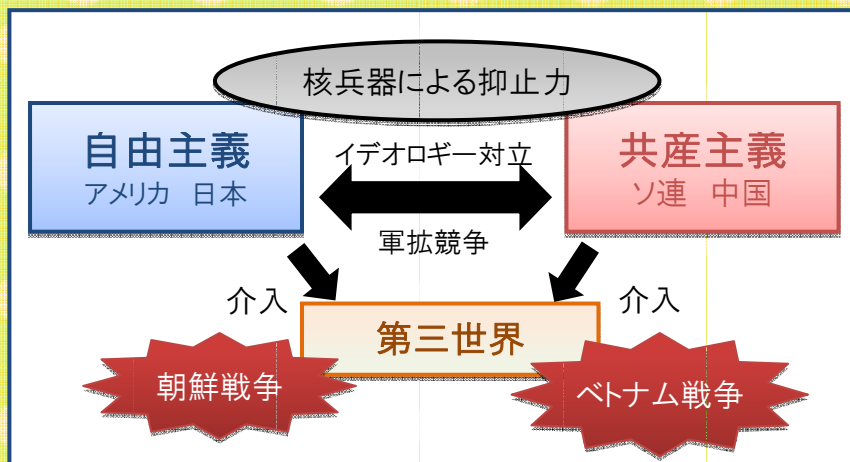 核兵器による抑止力
自由主義
アメリカ 日本
イデオロギー対立
軍拡競争
共産主義
ソ連 中国
介入
介入
第三世界
朝鮮戦争
ベトナム戦争